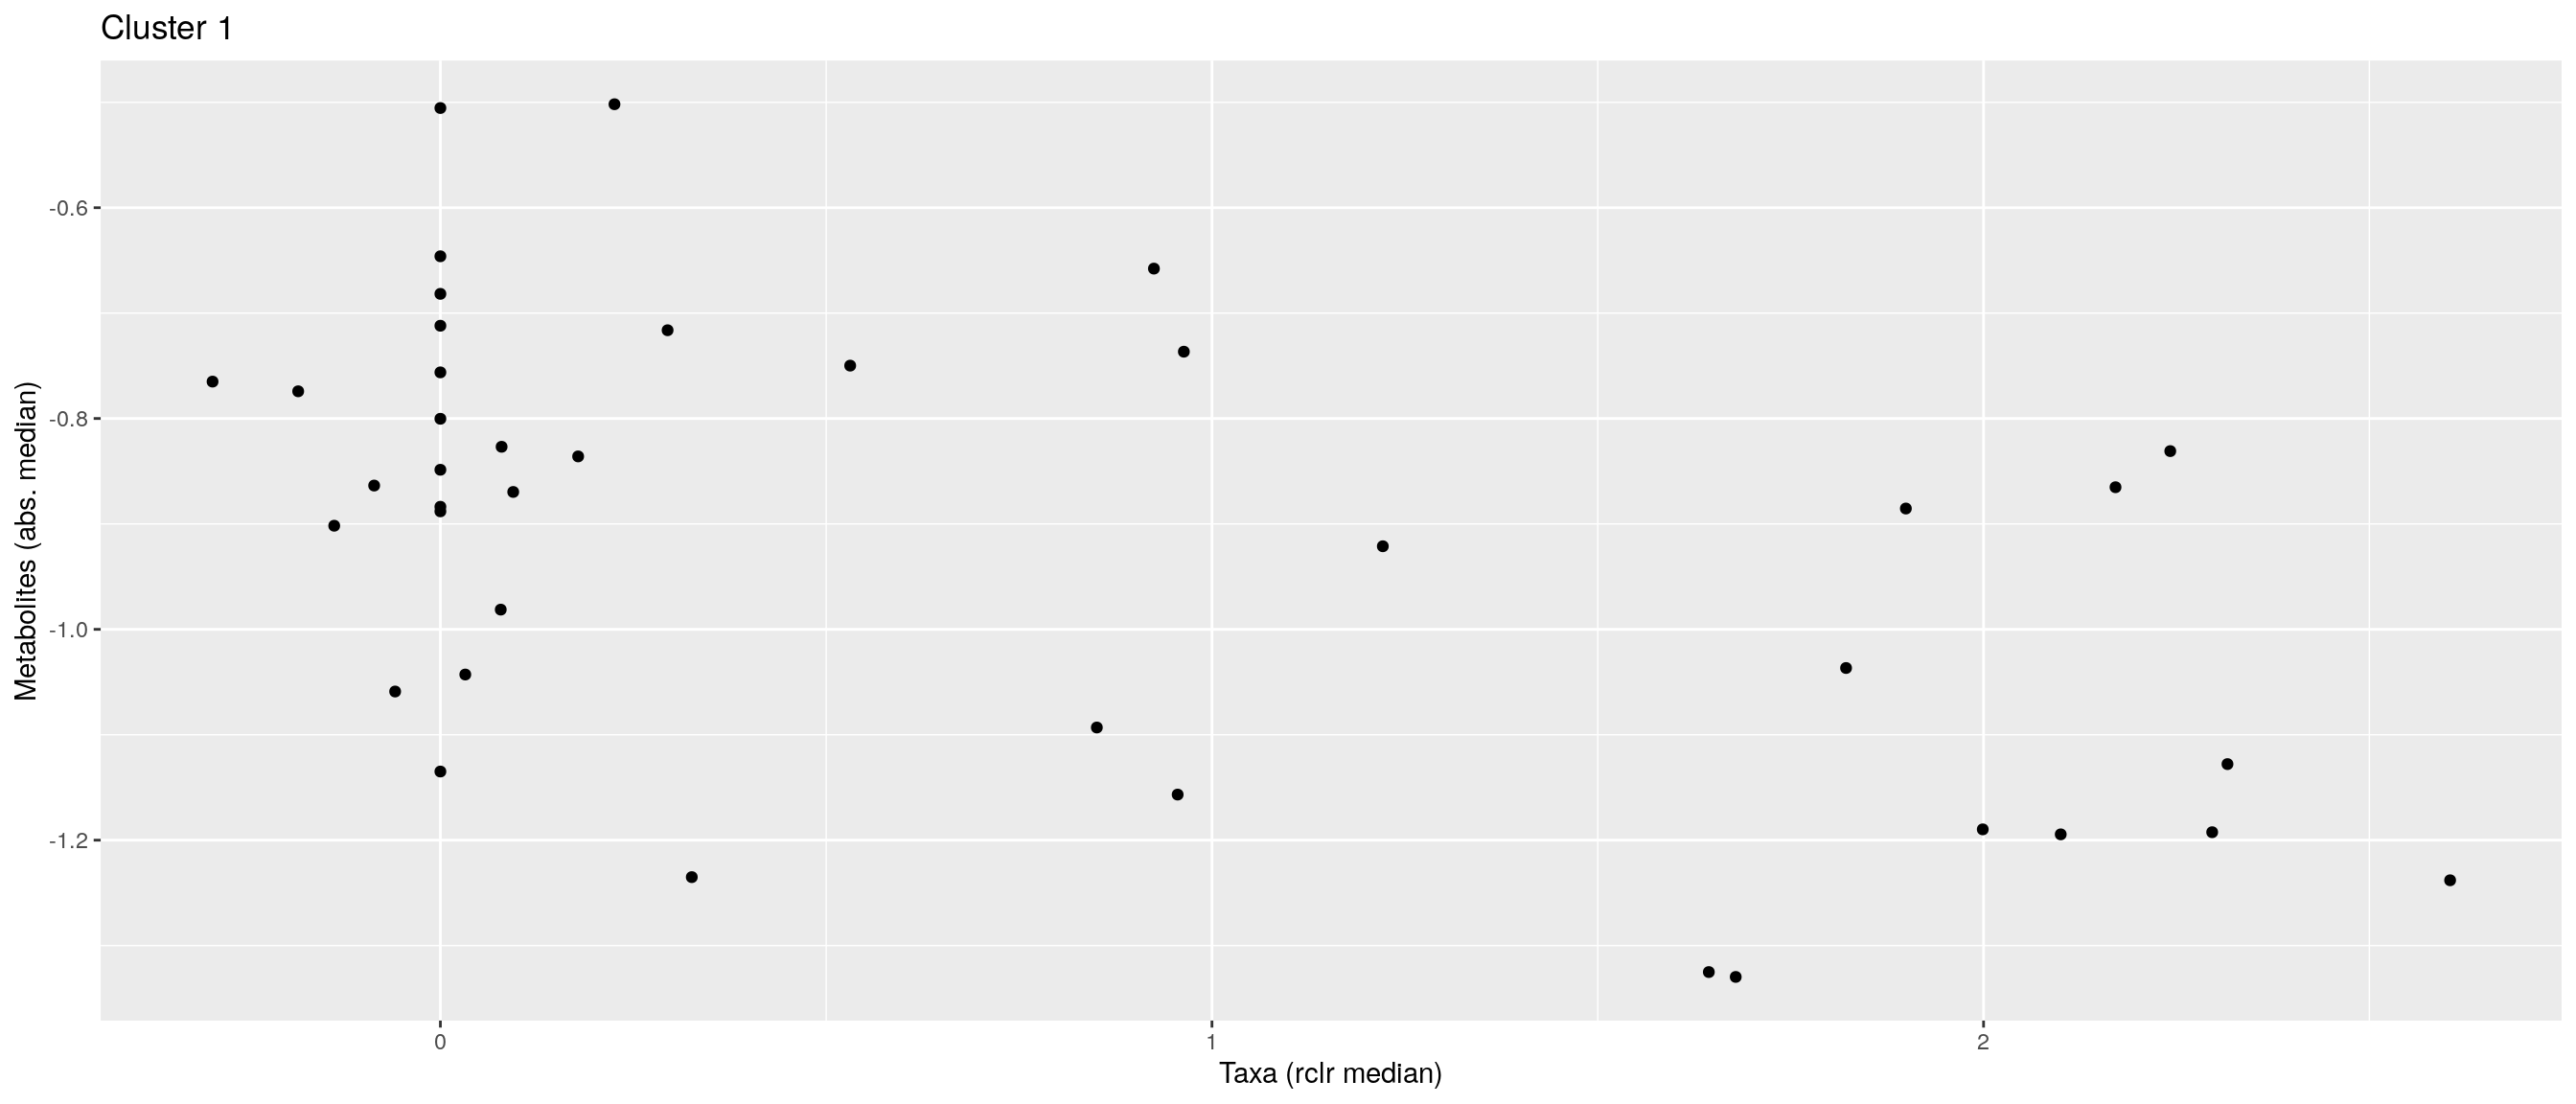 Cluster 1
Metabolites (abs. median)
-0.6
-0.8
-1.0
-1.2
0 1 2
Taxa (rclr median)